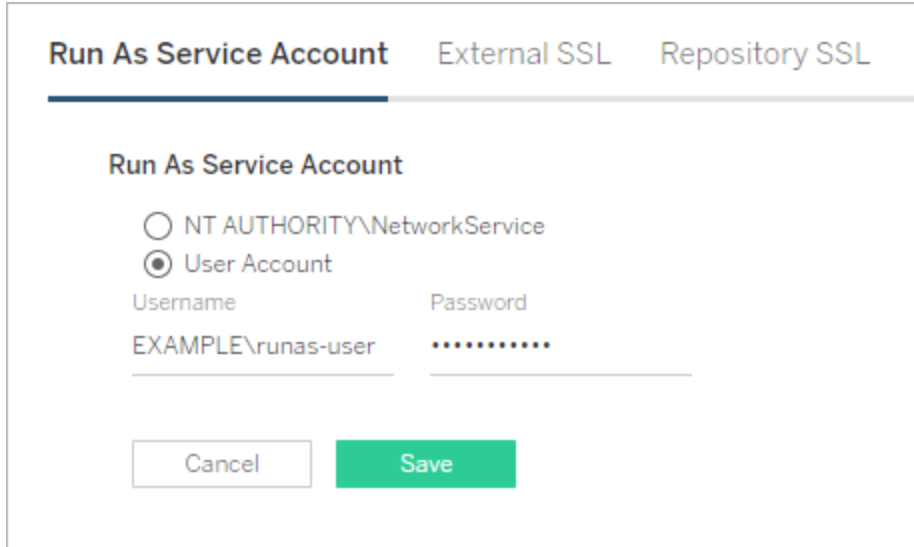 Run As Service Account External SSL Repository SSL
Run As Service Account
NT AUTHORITY\NetworkService
User Account
Username Password
EXAMPLE\runas-user •••••••••••
Cancel Save